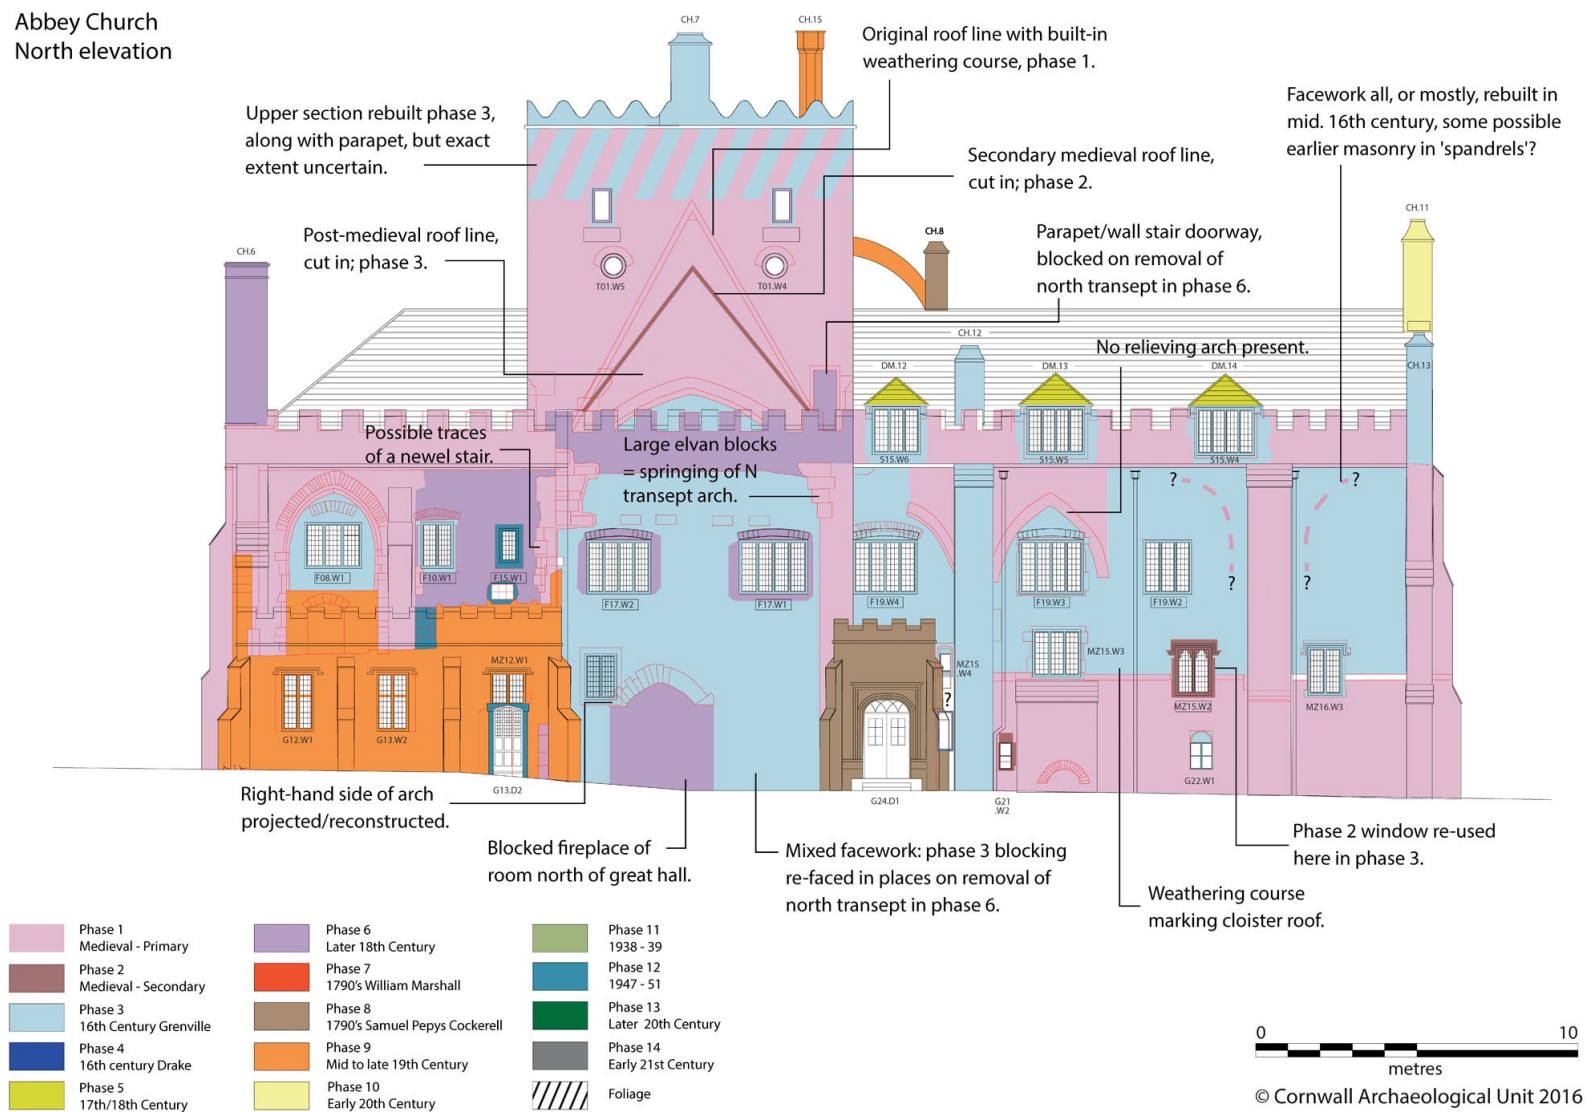 Abbey Church
North elevation
CH.7
CH.15
Original roof line with built-in
weathering course, phase 1.
Upper section rebuilt phase 3,
along with parapet, but exact
extent uncertain.
Secondary medieval roof line,
cut in; phase 2.
Facework all, or mostly, rebuilt in
mid. 16th century, some possible
earlier masonry in 'spandrels'?
Post-medieval roof line,
cut in; phase 3.
Parapet/wall stair doorway,
blocked on removal of
north transept in phase 6.
CH.6
CH.8
CH.11
T01.W5
T01.W4
CH.12
No relieving arch present.
DM.12
DM.13
DM.14
CH.13
Possible traces
of a newel stair.
Large elvan blocks
= springing of N
transept arch.
S15.W6
S15.W5
S15.W4
?
?
?
?
F08.W1
F10.W1
F15.W1
F17.W2
F17.W1
F19.W4
F19.W3
F19.W2
MZ12.W1
MZ15
.W4
MZ15.W3
?
MZ15.W2
MZ16.W3
G12.W1
G13.W2
G13.D2
G24.D1
G21
.W2
G22.W1
Right-hand side of arch
projected/reconstructed.
Blocked fireplace of
room north of great hall.
Mixed facework: phase 3 blocking
re-faced in places on removal of
north transept in phase 6.
Phase 2 window re-used
here in phase 3.
Weathering course
marking cloister roof.
Phase 1
Medieval - Primary
Phase 2
Medieval - Secondary
Phase 3
16th Century Grenville
Phase 4
16th century Drake
Phase 5
17th/18th Century
Phase 6
Later 18th Century
Phase 7
1790's William Marshall
Phase 8
1790's Samuel Pepys Cockerell
Phase 9
Mid to late 19th Century
Phase 10
Early 20th Century
Phase 11
1938 - 39
Phase 12
1947 - 51
Phase 13
Later 20th Century
Phase 14
Early 21st Century
Foliage
0 10
metres
© Cornwall Archaeological Unit 2016